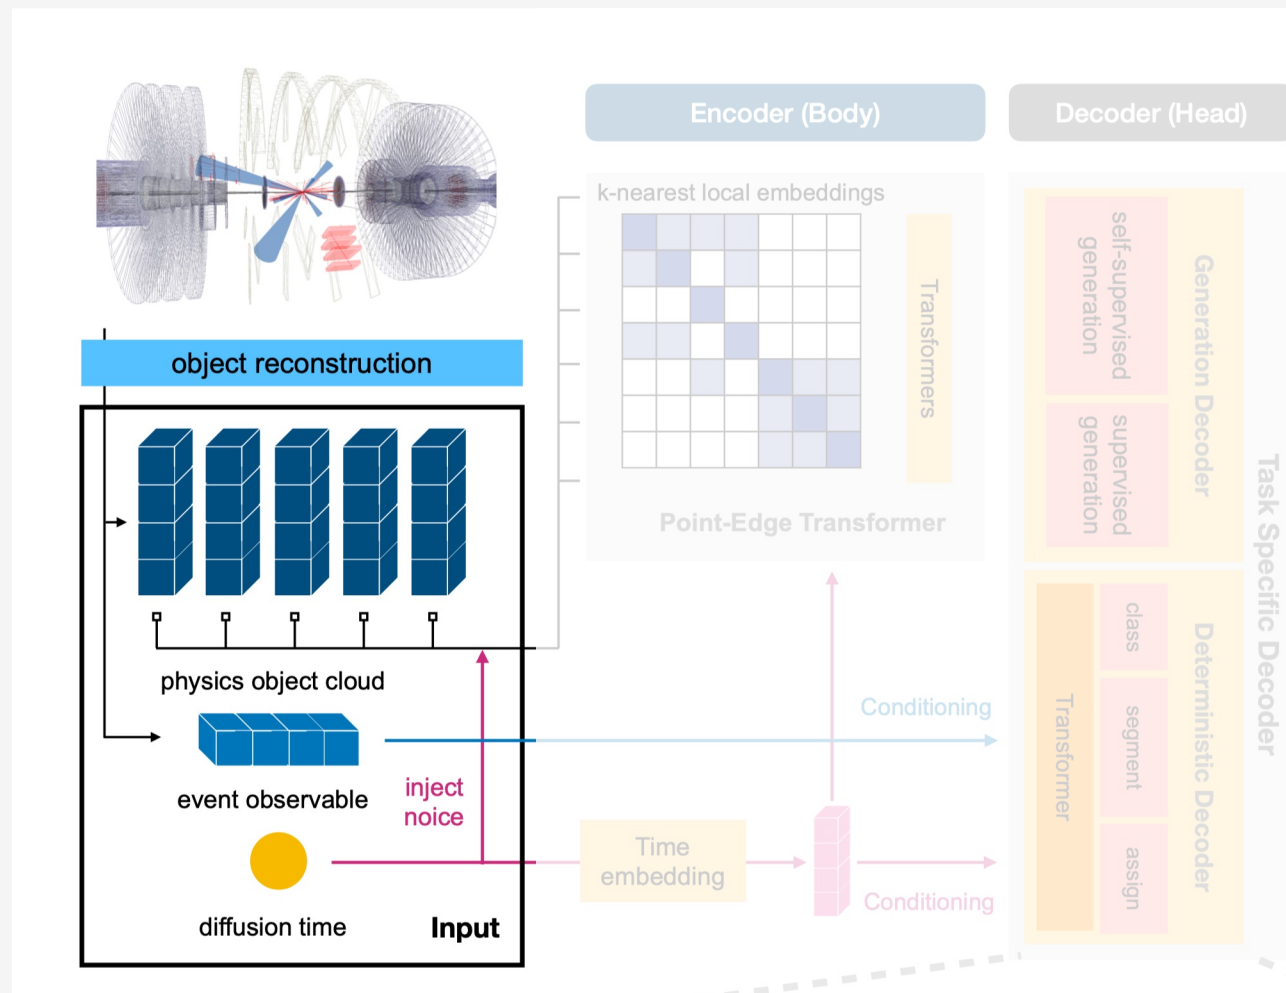 Encoder (Body)
Decoder (Head)
k-nearest local embeddings
Transformers
Point-Edge Transformer
object reconstruction
physics object cloud
event observable
inject
noice
diffusion time
Input
Time
embedding
Conditioning
Conditioning
self-supervised
generation
supervised
generation
Generation Decoder
Transformer
class
segment
assign
Deterministic Decoder
Task Specific Decoder